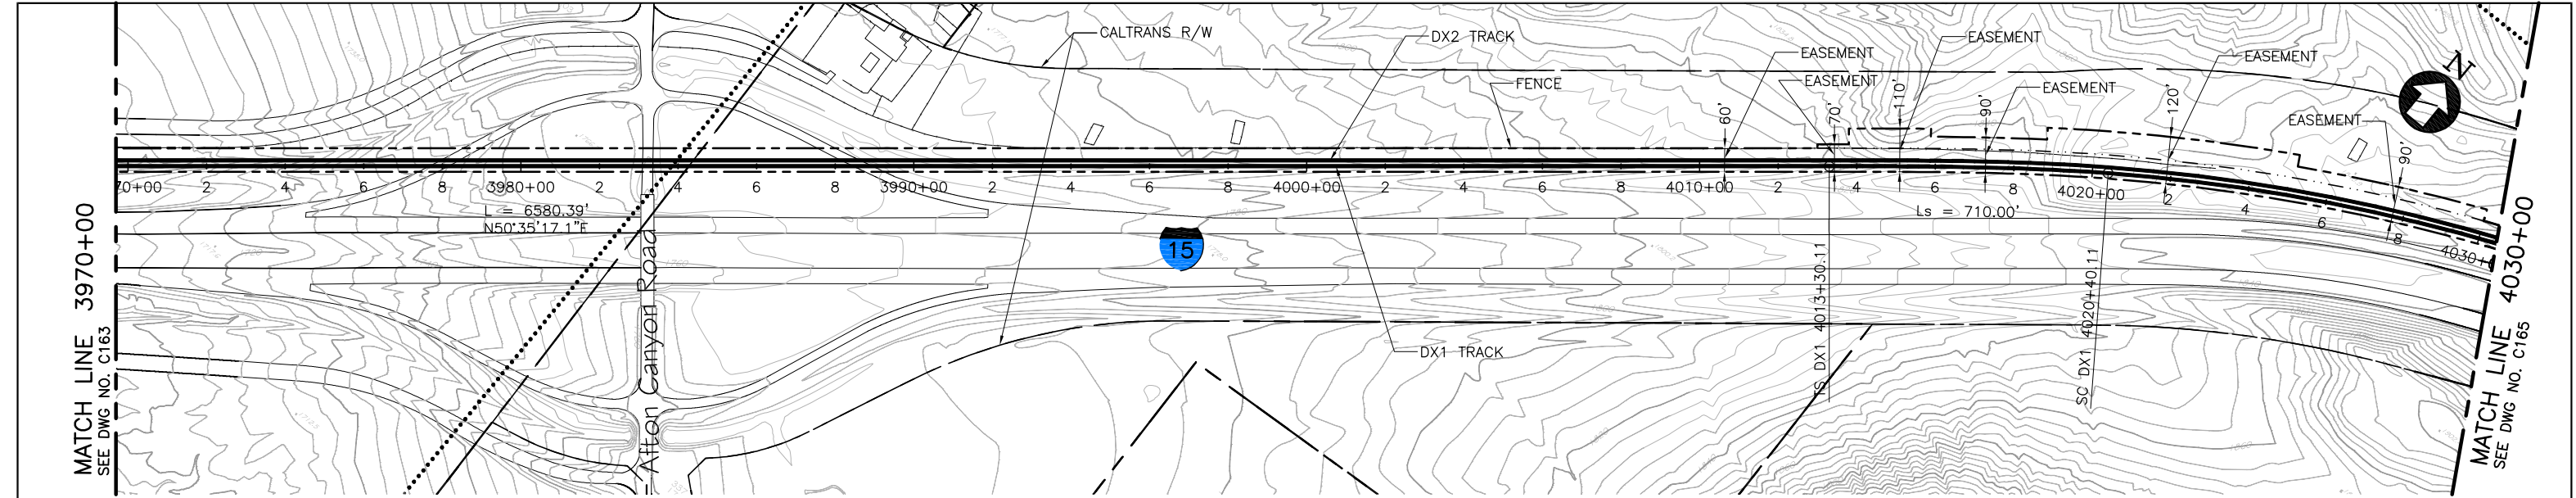 CALTRANS R/W
DX2 TRACK
EASEMENT
EASEMENT
EASEMENT
EASEMENT
EASEMENT
EASEMENT
FENCE
N
60'
70'
110'
90'
120'
90'
70+00 2 4 6 8 3980+00 2 4 6 8 3990+00 2 4 6 8 4000+00 2 4 6 8 4010+00 2 4 6 8 4020+00 2 4 6 8 4030+
L = 6580.39'
N50°35'17.1"E
Ls = 710.00'
15
Afton Canyon Road
DX1 TRACK
TS DX1 4013+30.11
SC DX1 4020+40.11
MATCH LINE 3970+00
SEE DWG NO. C163
MATCH LINE 4030+00
SEE DWG NO. C165